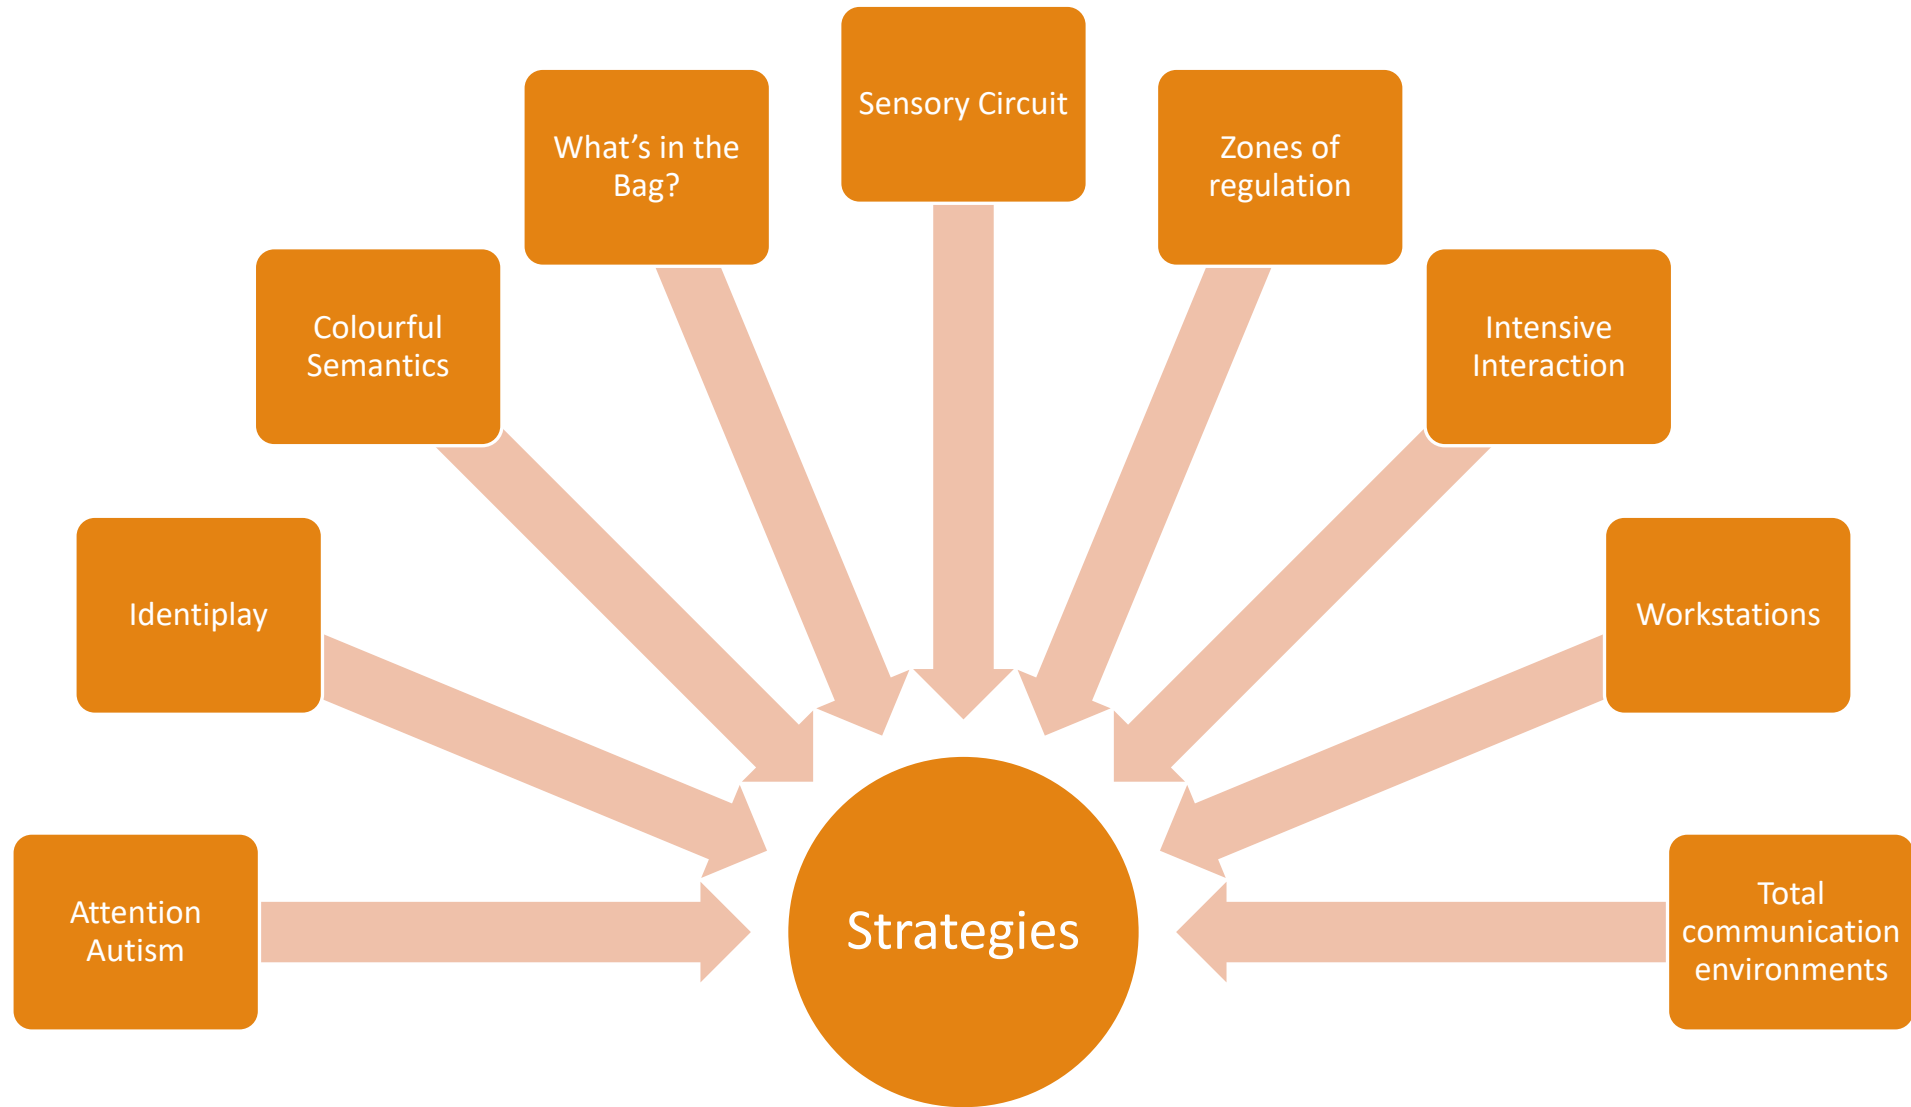 Sensory Circuit
What's in the
Bag?
Zones of
regulation
Colourful
Semantics
Intensive
Interaction
Identiplay
Workstations
Attention
Autism
Total
communication
environments
Strategies